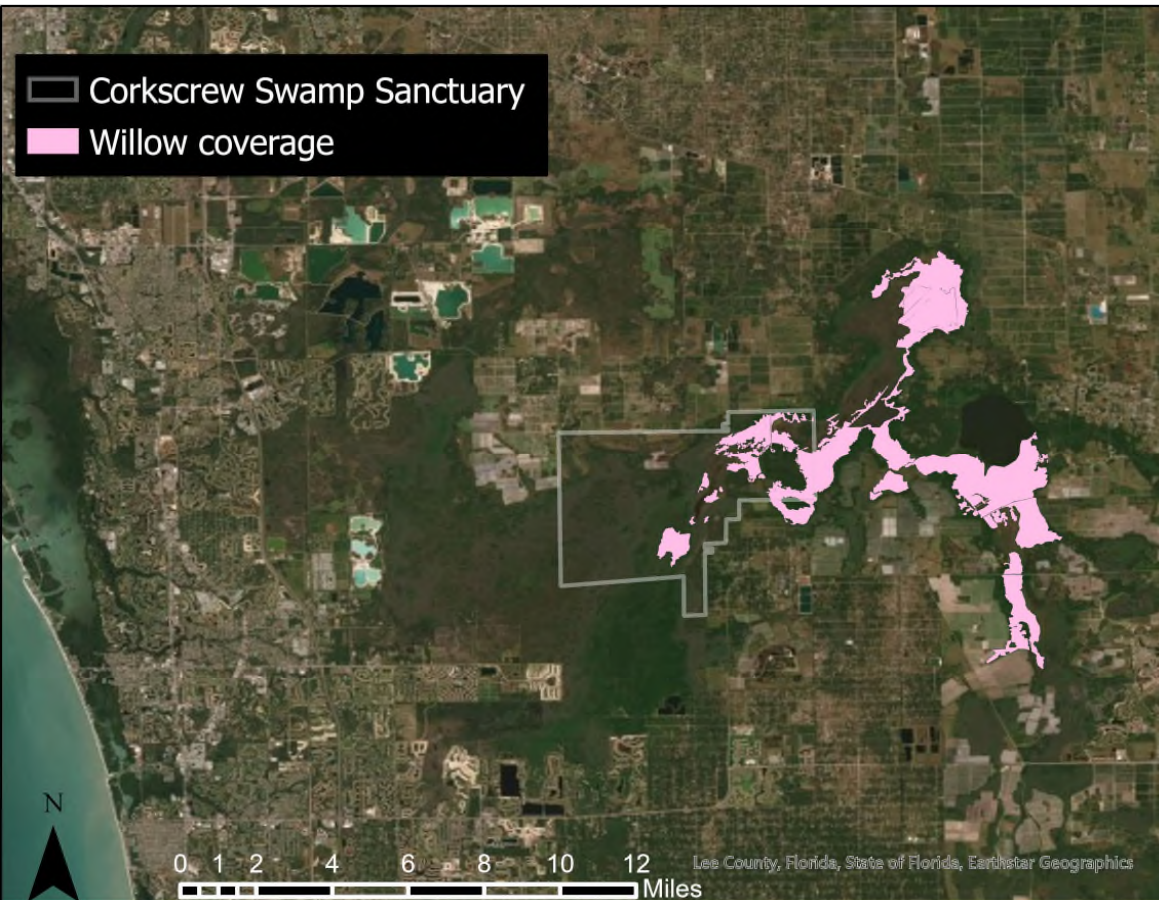 Corkscrew Swamp Sanctuary
Willow coverage
N
0 1 2 4 6 8 10 12
Miles
Lee County, Florida, State of Florida, Earthstar Geographics